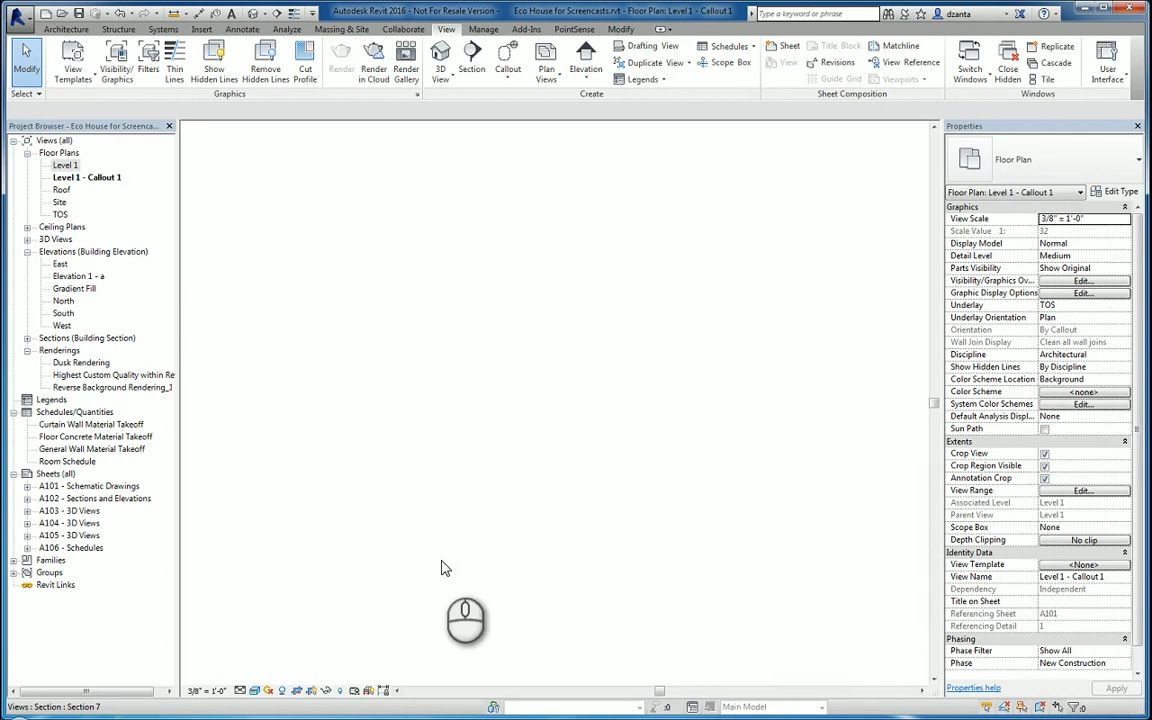 Autodesk Revit 2016 - Not For Resale Version - Eco House for Screencasts.rvt - Floor Plan: Level 1 - Callout 1
Type a keyword or phrase
dzanta
Architecture Structure Systems Insert Annotate Analyze Massing & Site Collaborate View Manage Add-Ins PointSense Modify
Modify
View Templates
Visibility/ Graphics
Filters
Thin Lines
Show Hidden Lines
Remove Hidden Lines
Cut Profile
Render
Render in Cloud
Render Gallery
3D View
Section
Callout
Plan Views
Elevation
Drafting View
Duplicate View
Legends
Schedules
Scope Box
Sheet
View
Title Block
Revisions
Guide Grid
Matchline
View Reference
Viewports
Switch Windows
Close Hidden
Replicate
Cascade
Tile
User Interface
Select
Graphics
Create
Sheet Composition
Windows
Project Browser - Eco House for Screenca...
Views (all)
Floor Plans
Level 1
Level 1 - Callout 1
Roof
Site
TOS
Ceiling Plans
3D Views
Elevations (Building Elevation)
East
Elevation 1 - a
Gradient Fill
North
South
West
Sections (Building Section)
Renderings
Dusk Rendering
Highest Custom Quality within Re
Reverse Background Rendering_1
Legends
Schedules/Quantities
Curtain Wall Material Takeoff
Floor Concrete Material Takeoff
General Wall Material Takeoff
Room Schedule
Sheets (all)
A101 - Schematic Drawings
A102 - Sections and Elevations
A103 - 3D Views
A104 - 3D Views
A105 - 3D Views
A106 - Schedules
Families
Groups
Revit Links
Properties
Floor Plan
Floor Plan: Level 1 - Callout 1
Edit Type
Graphics
View Scale 3/8" = 1'-0"
Scale Value 1: 32
Display Model Normal
Detail Level Medium
Parts Visibility Show Original
Visibility/Graphics Ov... Edit...
Graphic Display Options Edit...
Underlay TOS
Underlay Orientation Plan
Orientation By Callout
Wall Join Display Clean all wall joins
Discipline Architectural
Show Hidden Lines By Discipline
Color Scheme Location Background
Color Scheme <none>
System Color Schemes Edit...
Default Analysis Displ... None
Sun Path
Extents
Crop View
Crop Region Visible
Annotation Crop
View Range Edit...
Associated Level Level 1
Parent View Level 1
Scope Box None
Depth Clipping No clip
Identity Data
View Template <None>
View Name Level 1 - Callout 1
Dependency Independent
Title on Sheet
Referencing Sheet A101
Referencing Detail 1
Phasing
Phase Filter Show All
Phase New Construction
Properties help
Apply
3/8" = 1'-0"
Views : Section : Section 7
:0
Main Model
:0